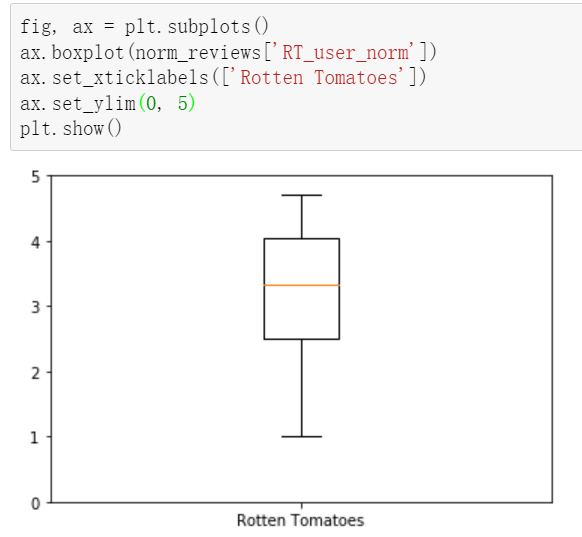 fig, ax = plt.subplots()
ax.boxplot(norm_reviews['RT_user_norm'])
ax.set_xticklabels(['Rotten Tomatoes'])
ax.set_ylim(0, 5)
plt.show()
5
4
3
2
1
0
Rotten Tomatoes